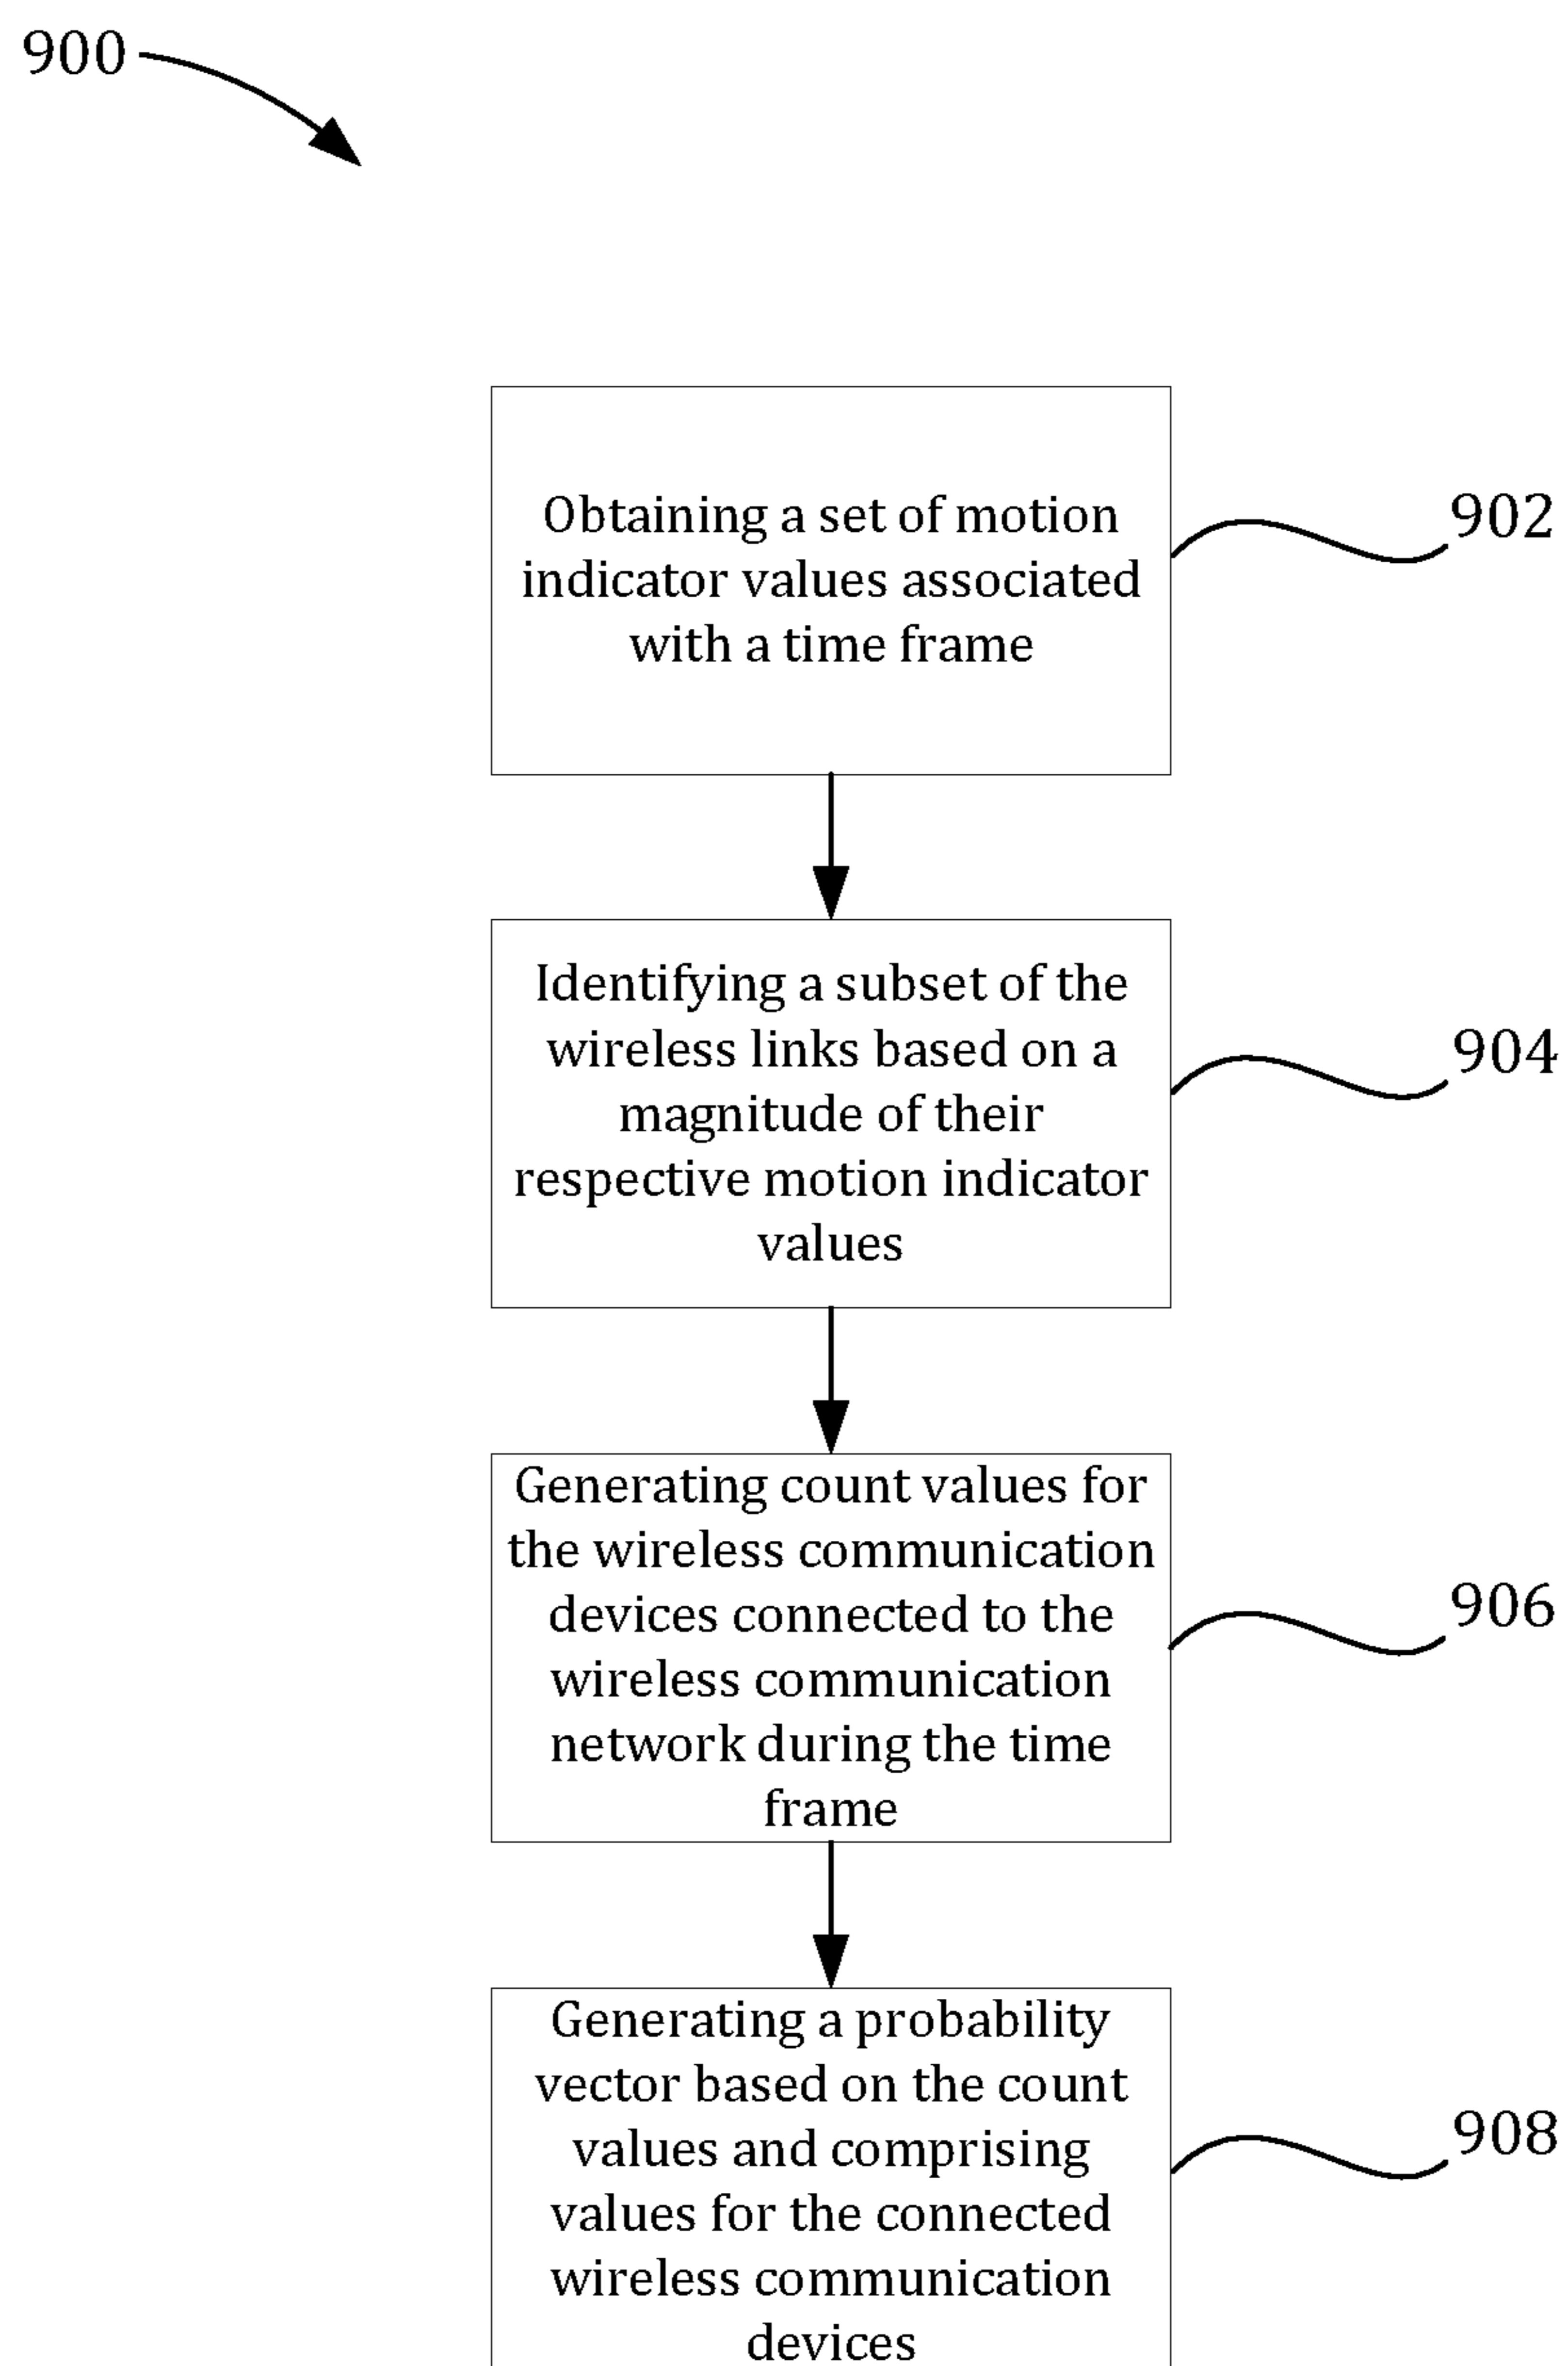 900
Obtaining a set of motion
indicator values associated
with a time frame
902
Identifying a subset of the
wireless links based on a
magnitude of their
respective motion indicator
values
904
Generating count values for
the wireless communication
devices connected to the
wireless communication
network during the time
frame
906
Generating a probability
vector based on the count
values and comprising
values for the connected
wireless communication
devices
908